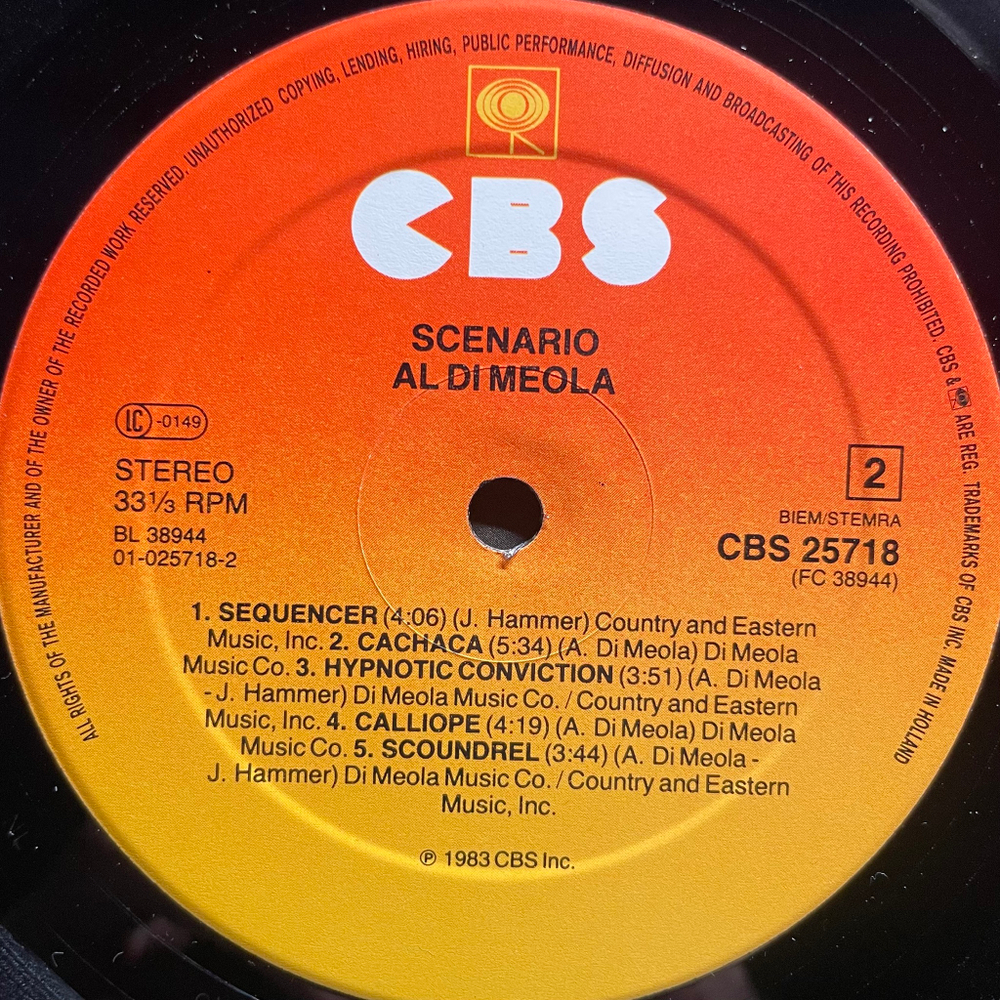 ALL RIGHTS OF THE MANUFACTURER AND OF THE OWNER OF THE RECORDED WORK RESERVED. UNAUTHORIZED COPYING, LENDING, HIRING, PUBLIC PERFORMANCE, DIFFUSION AND BROADCASTING OF THIS RECORDING PROHIBITED. CBS & ARE REG. TRADEMARKS OF CBS INC. MADE IN HOLLAND
CBS
SCENARIO
AL DI MEOLA
LC -0149
STEREO
33⅓ RPM
BL 38944
01-025718-2
2
BIEM/STEMRA
CBS 25718
(FC 38944)
1. SEQUENCER (4:06) (J. Hammer) Country and Eastern
Music, Inc. 2. CACHACA (5:34) (A. Di Meola) Di Meola
Music Co. 3. HYPNOTIC CONVICTION (3:51) (A. Di Meola
- J. Hammer) Di Meola Music Co. / Country and Eastern
Music, Inc. 4. CALLIOPE (4:19) (A. Di Meola) Di Meola
Music Co. 5. SCOUNDREL (3:44) (A. Di Meola -
J. Hammer) Di Meola Music Co. / Country and Eastern
Music, Inc.
℗ 1983 CBS Inc.